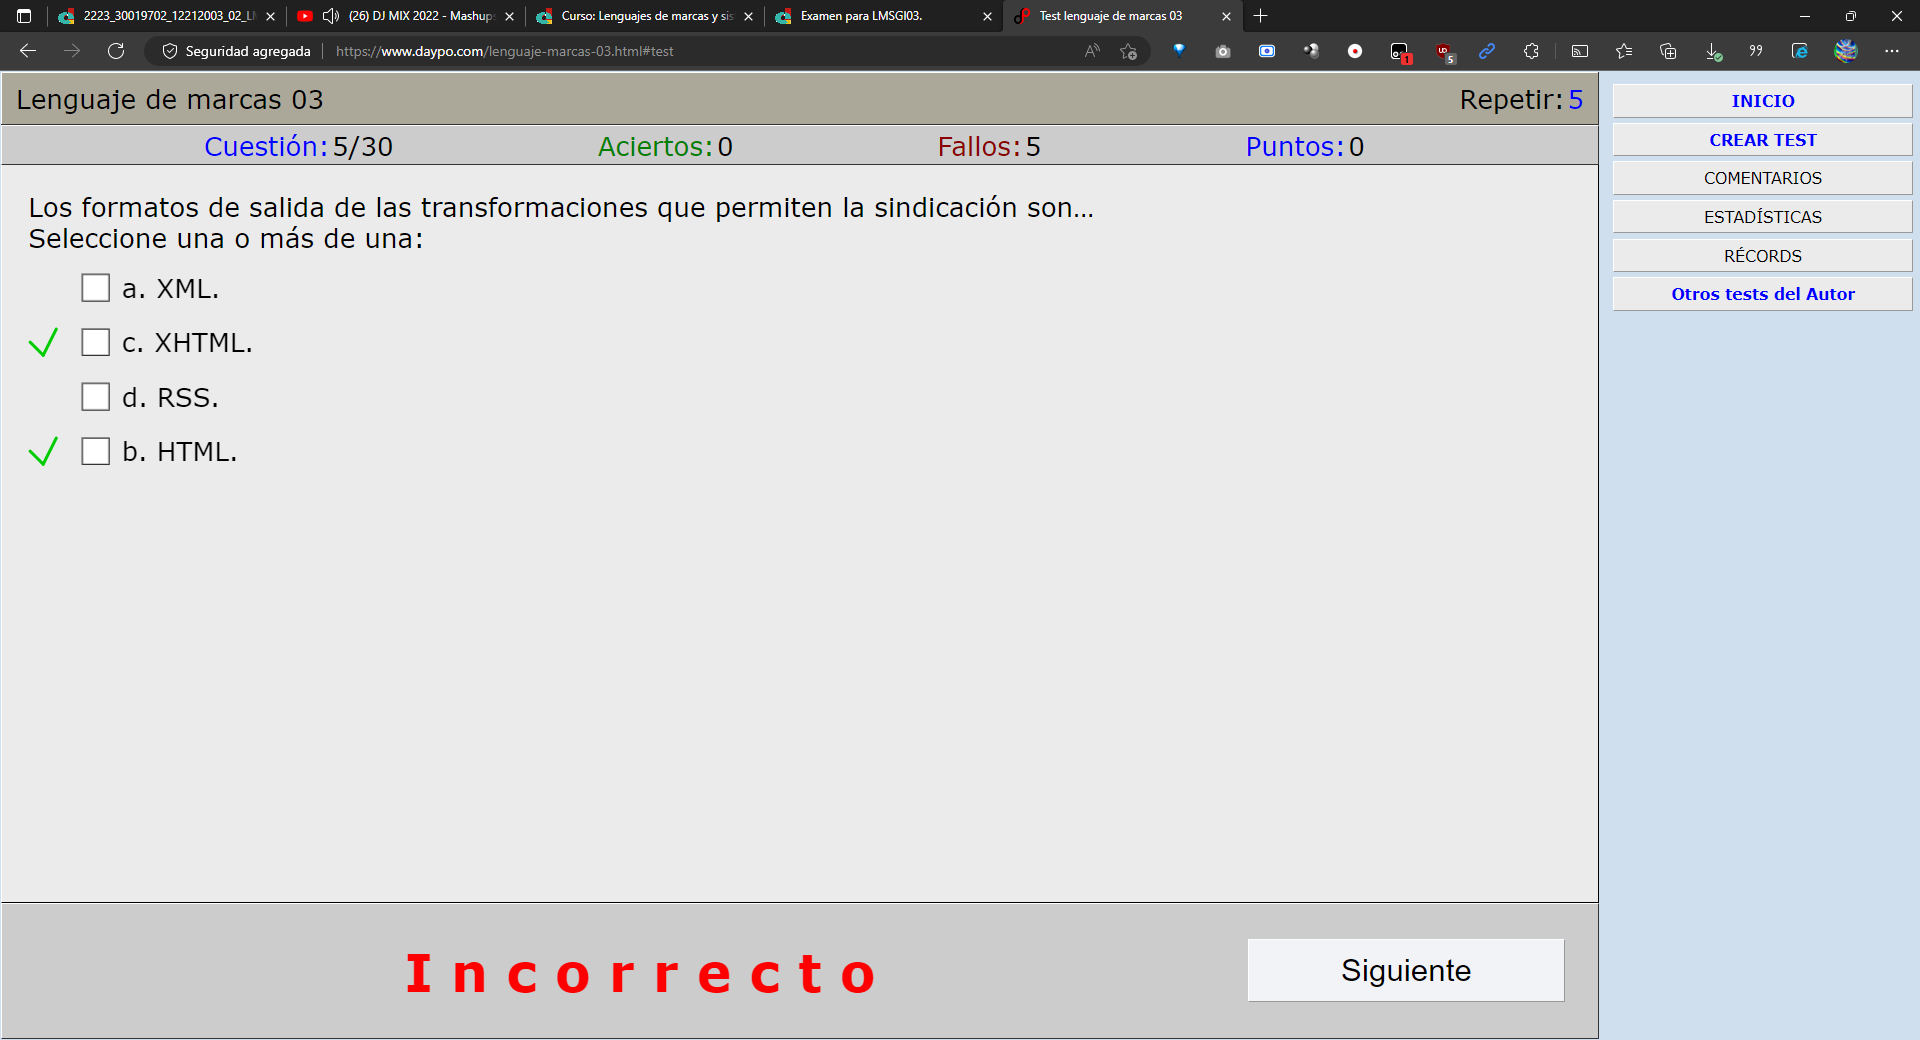 2223_30019702_12212003_02_L
(26) DJ MIX 2022 - Mashup
Curso: Lenguajes de marcas y sis
Examen para LMSGI03.
Test lenguaje de marcas 03
Seguridad agregada
https://www.daypo.com/lenguaje-marcas-03.html#test
Lenguaje de marcas 03
Repetir: 5
Cuestión: 5/30
Aciertos: 0
Fallos: 5
Puntos: 0
Los formatos de salida de las transformaciones que permiten la sindicación son...
Seleccione una o más de una:
a. XML.
c. XHTML.
d. RSS.
b. HTML.
Incorrecto
Siguiente
INICIO
CREAR TEST
COMENTARIOS
ESTADÍSTICAS
RÉCORDS
Otros tests del Autor